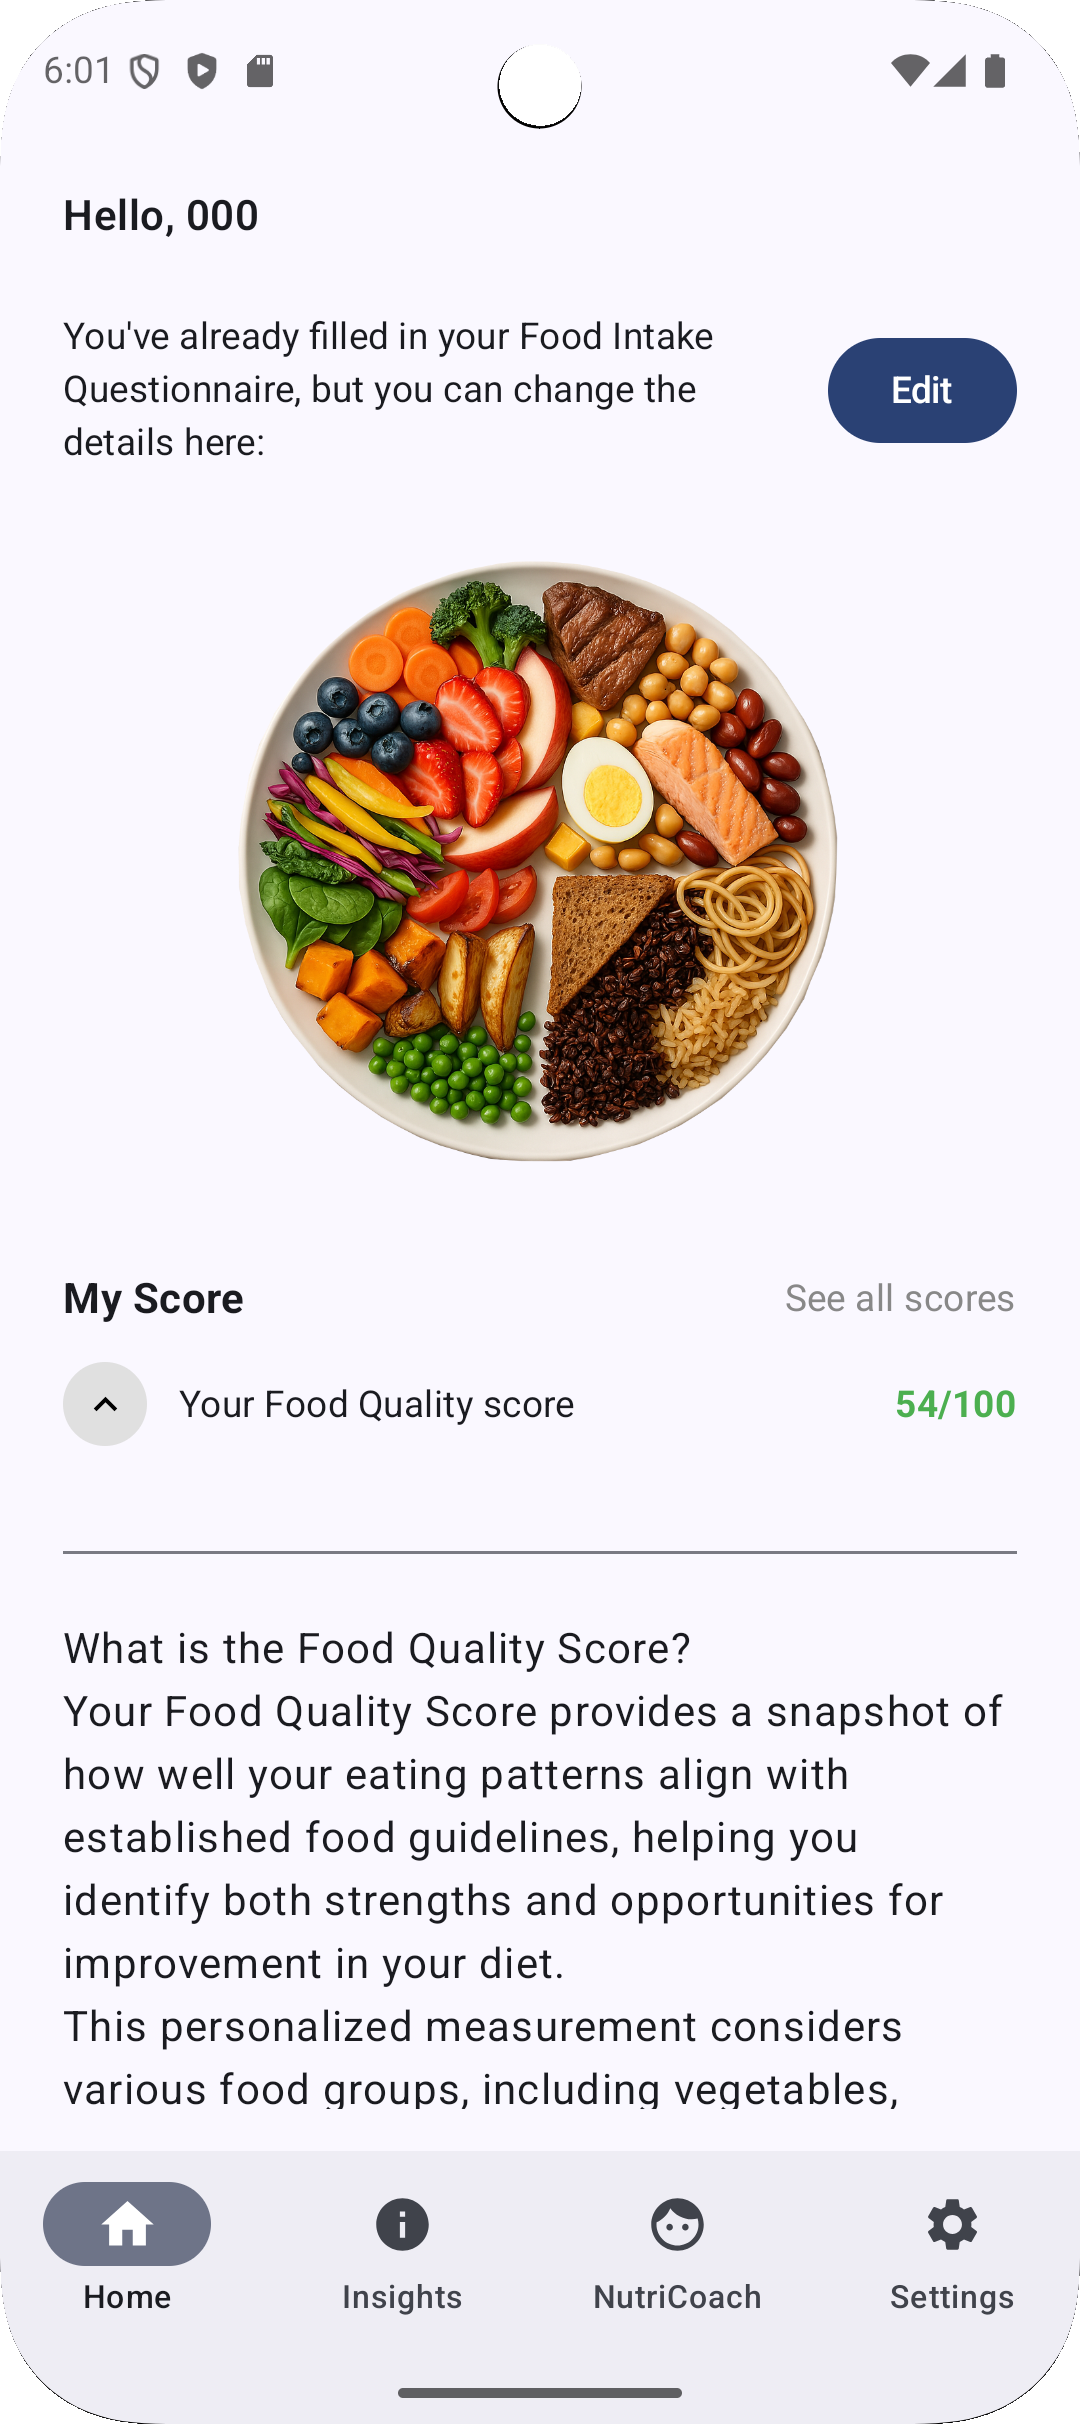 6:01
Hello, 000
You've already filled in your Food Intake
Questionnaire, but you can change the
details here:
Edit
My Score
See all scores
Your Food Quality score
54/100
What is the Food Quality Score?
Your Food Quality Score provides a snapshot of
how well your eating patterns align with
established food guidelines, helping you
identify both strengths and opportunities for
improvement in your diet.
This personalized measurement considers
various food groups, including vegetables,
Home
Insights
NutriCoach
Settings